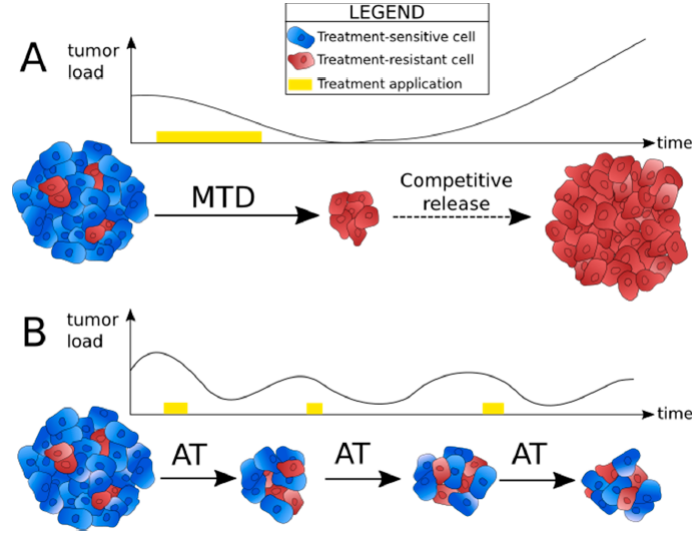 LEGEND
Treatment-sensitive cell
Treatment-resistant cell
Treatment application
A
tumor
load
time
MTD
Competitive
release
B
tumor
load
time
AT
AT
AT